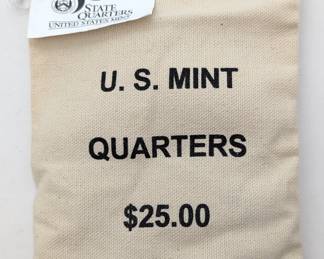 STATE
QUARTERS
UNITED STATES MINT
U. S. MINT
QUARTERS
$25.00